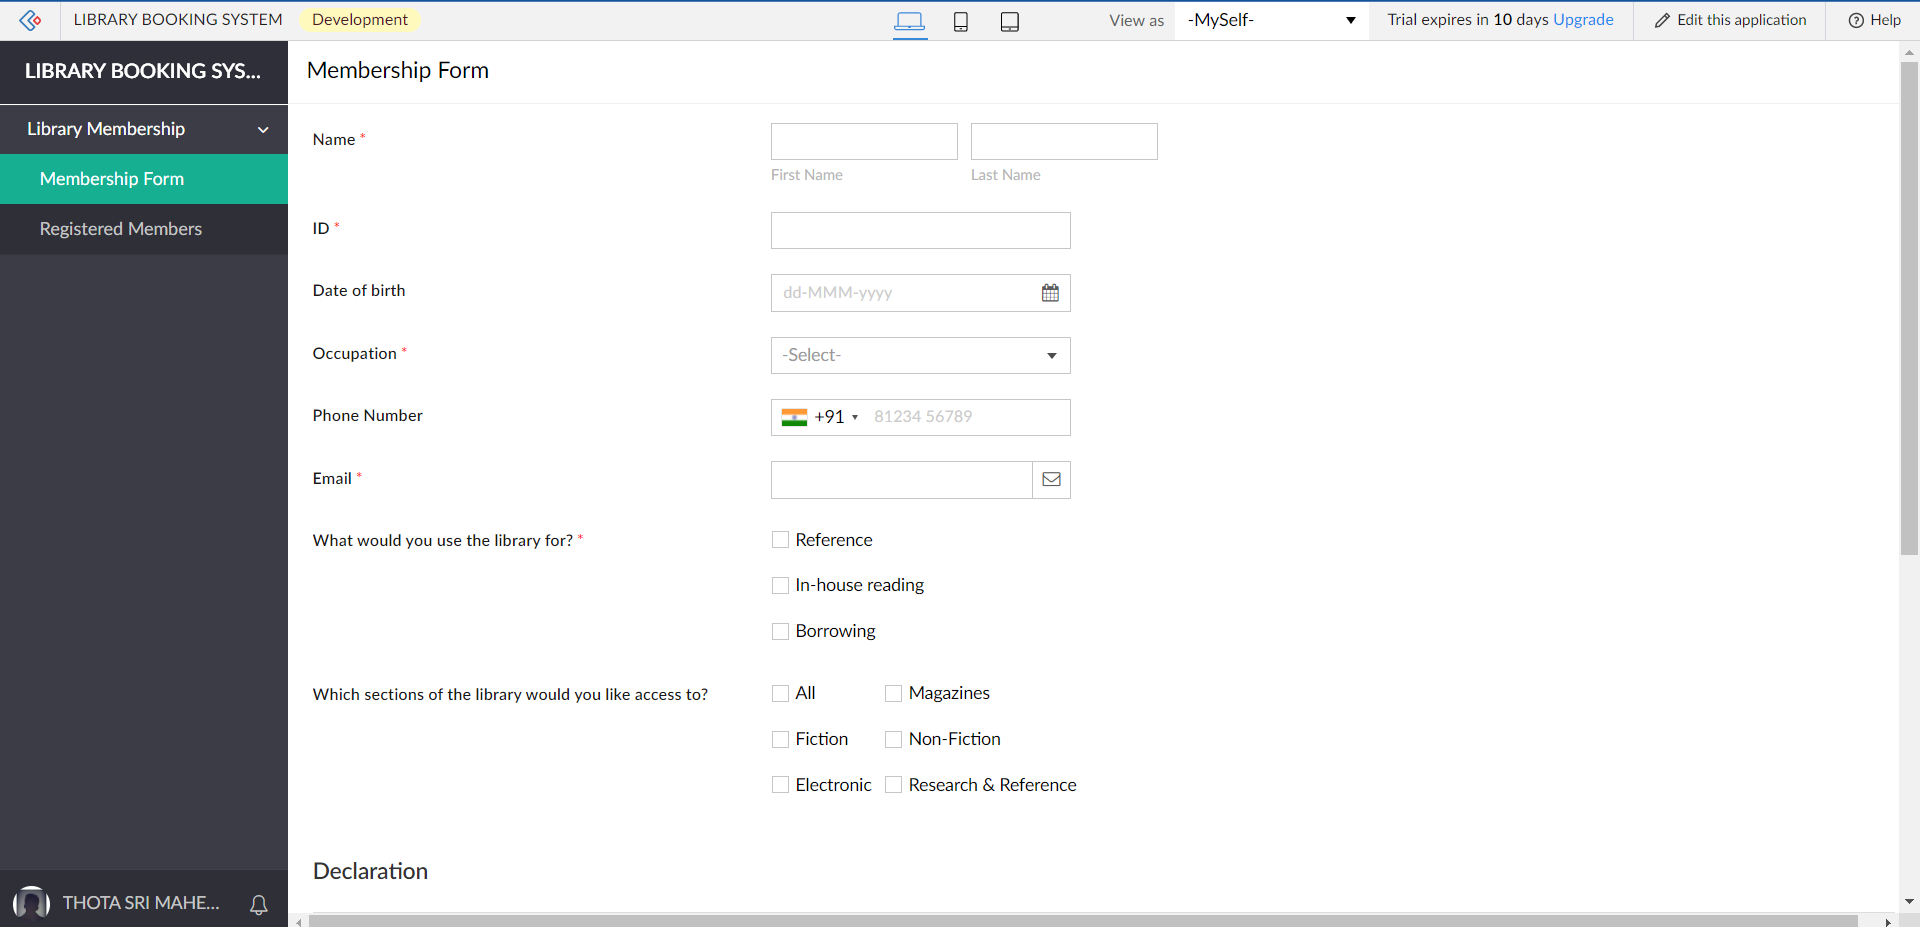 LIBRARY BOOKING SYSTEM Development View as -MySelf- Trial expires in 10 days Upgrade Edit this application Help
LIBRARY BOOKING SYS...
Library Membership
Membership Form
Registered Members
THOTA SRI MAHE...
Membership Form
Name *
First Name Last Name
ID *
Date of birth dd-MMM-yyyy
Occupation * -Select-
Phone Number +91 81234 56789
Email *
What would you use the library for? * Reference
In-house reading
Borrowing
Which sections of the library would you like access to? All Magazines
Fiction Non-Fiction
Electronic Research & Reference
Declaration